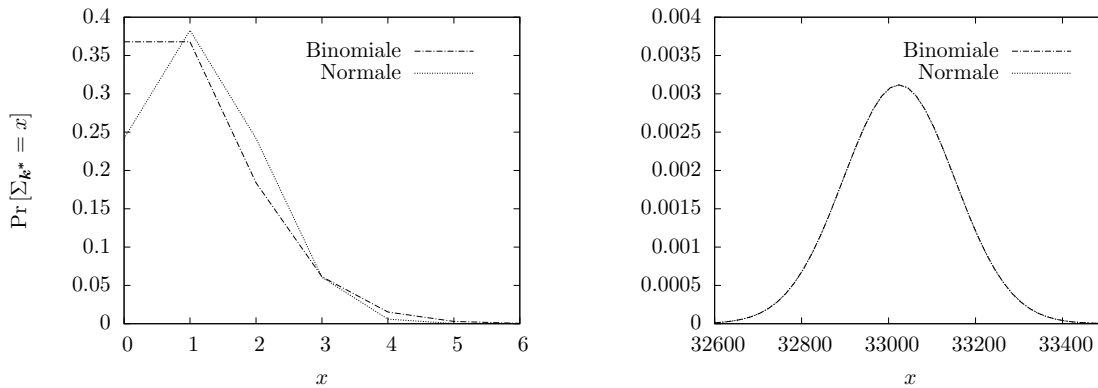 Pr [Σ_k* = x]
0.4
0.35
0.3
0.25
0.2
0.15
0.1
0.05
0
0 1 2 3 4 5 6
x
Binomiale
Normale
0.004
0.0035
0.003
0.0025
0.002
0.0015
0.001
0.0005
0
32600 32800 33000 33200 33400
x
Binomiale
Normale